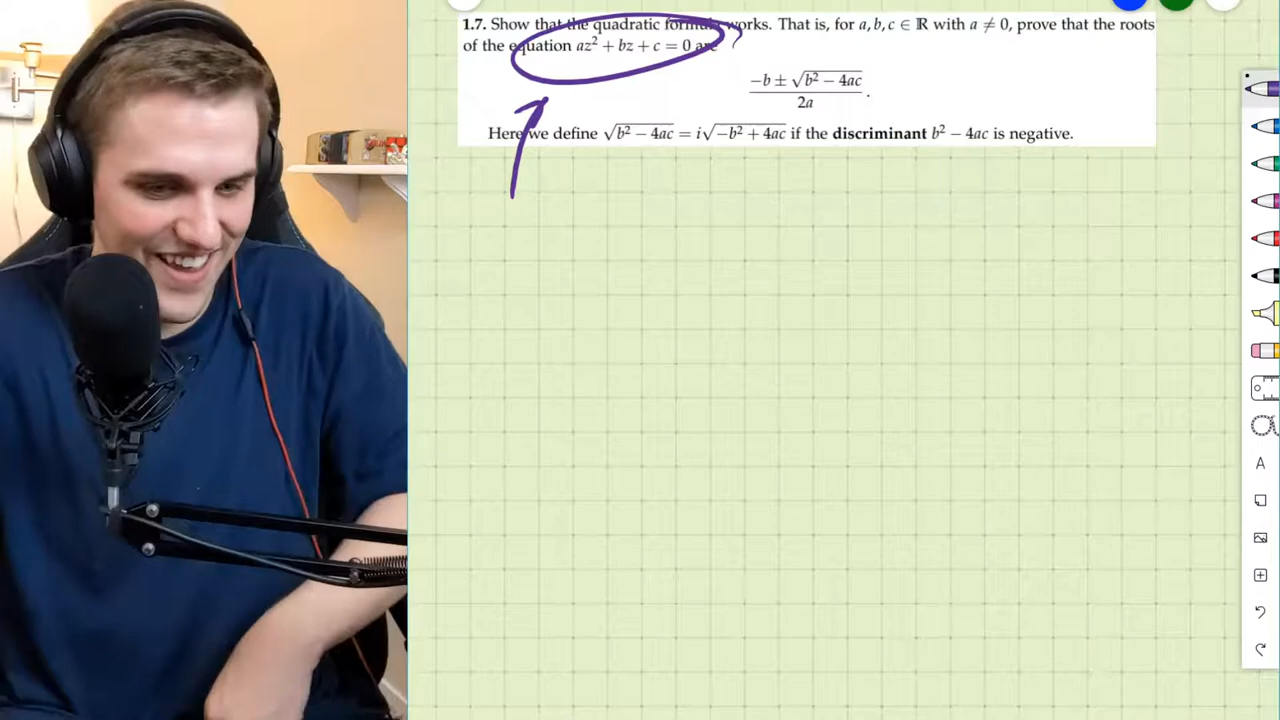 1.7. Show that the quadratic formula works. That is, for a, b, c ∈ ℝ with a ≠ 0, prove that the roots
of the equation az² + bz + c = 0 are ?
−b ± √b² − 4ac
2a .
Here we define √b² − 4ac = i√−b² + 4ac if the discriminant b² − 4ac is negative.
A